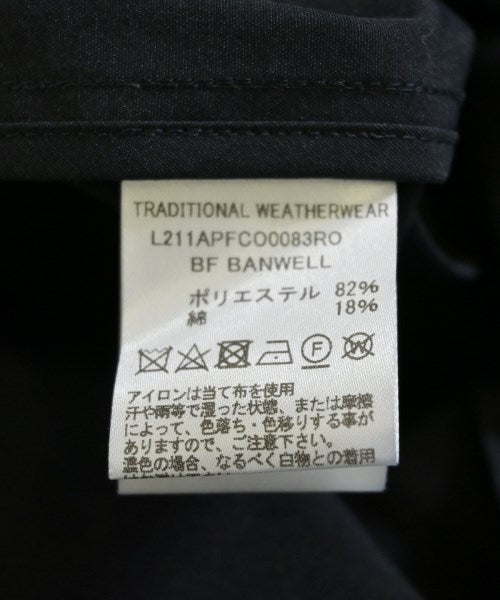 TRADITIONAL WEATHERWEAR
L211APFCO0083RO
BF BANWELL
ポリエステル 82%
綿 18%
F W
アイロンは当て布を使用
汗や雨等で湿った状態、または摩擦
によって、色落ち・色移りする事が
ありますので、ご注意下さい。
濃色の場合、なるべく白物との着用